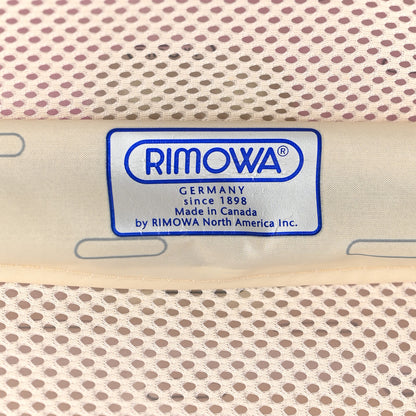 RIMOWA®
GERMANY
since 1898
Made in Canada
by RIMOWA North America Inc.